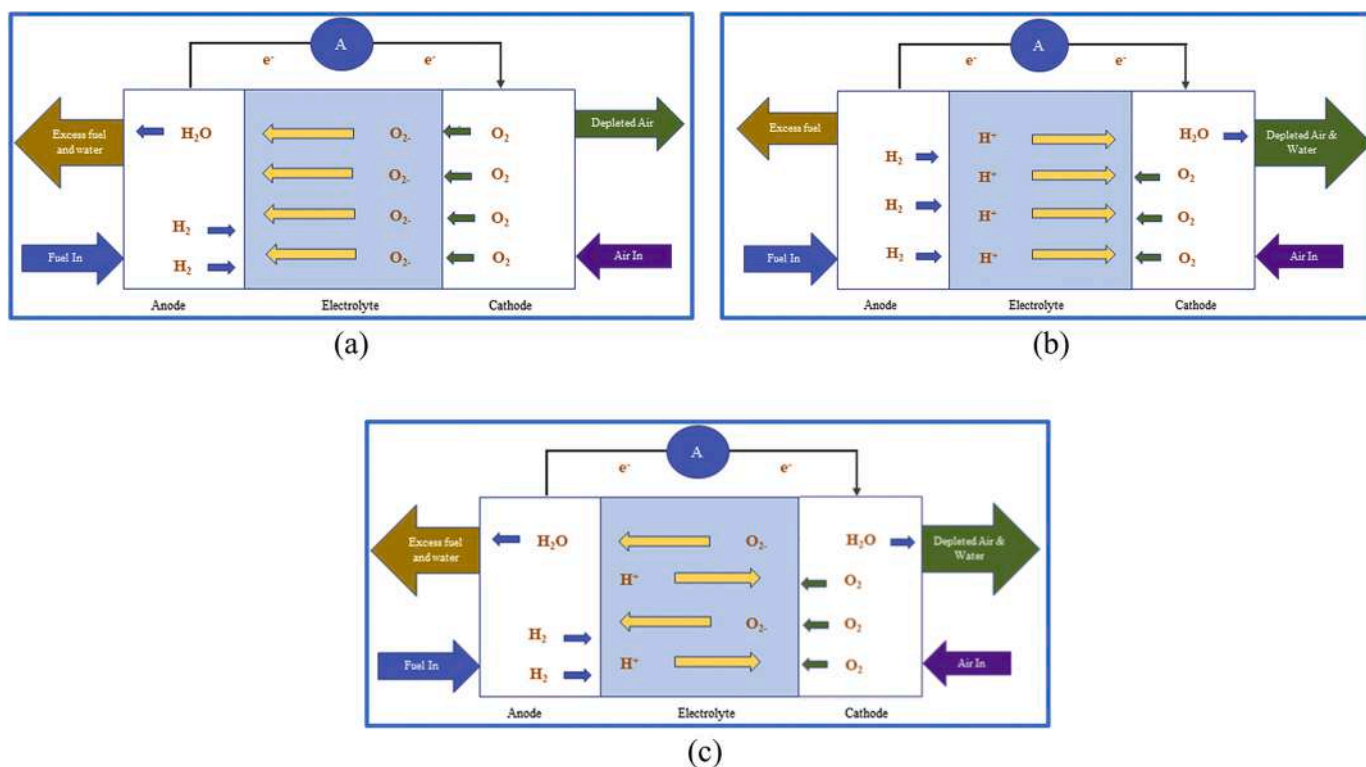 A
e-
e-
Excess fuel
and water
H2O
O2-
O2
Depleted Air
O2-
O2
H2
O2-
O2
Fuel In
H2
O2-
O2
Air In
Anode
Electrolyte
Cathode
(a)
A
e-
e-
Excess fuel
H+
H2O
Depleted Air &
Water
H2
H+
O2
H2
H+
O2
Fuel In
H2
H+
O2
Air In
Anode
Electrolyte
Cathode
(b)
A
e-
e-
Excess fuel
and water
H2O
O2-
H2O
Depleted Air &
Water
H+
O2
H2
O2-
O2
Fuel In
H2
H+
O2
Air In
Anode
Electrolyte
Cathode
(c)